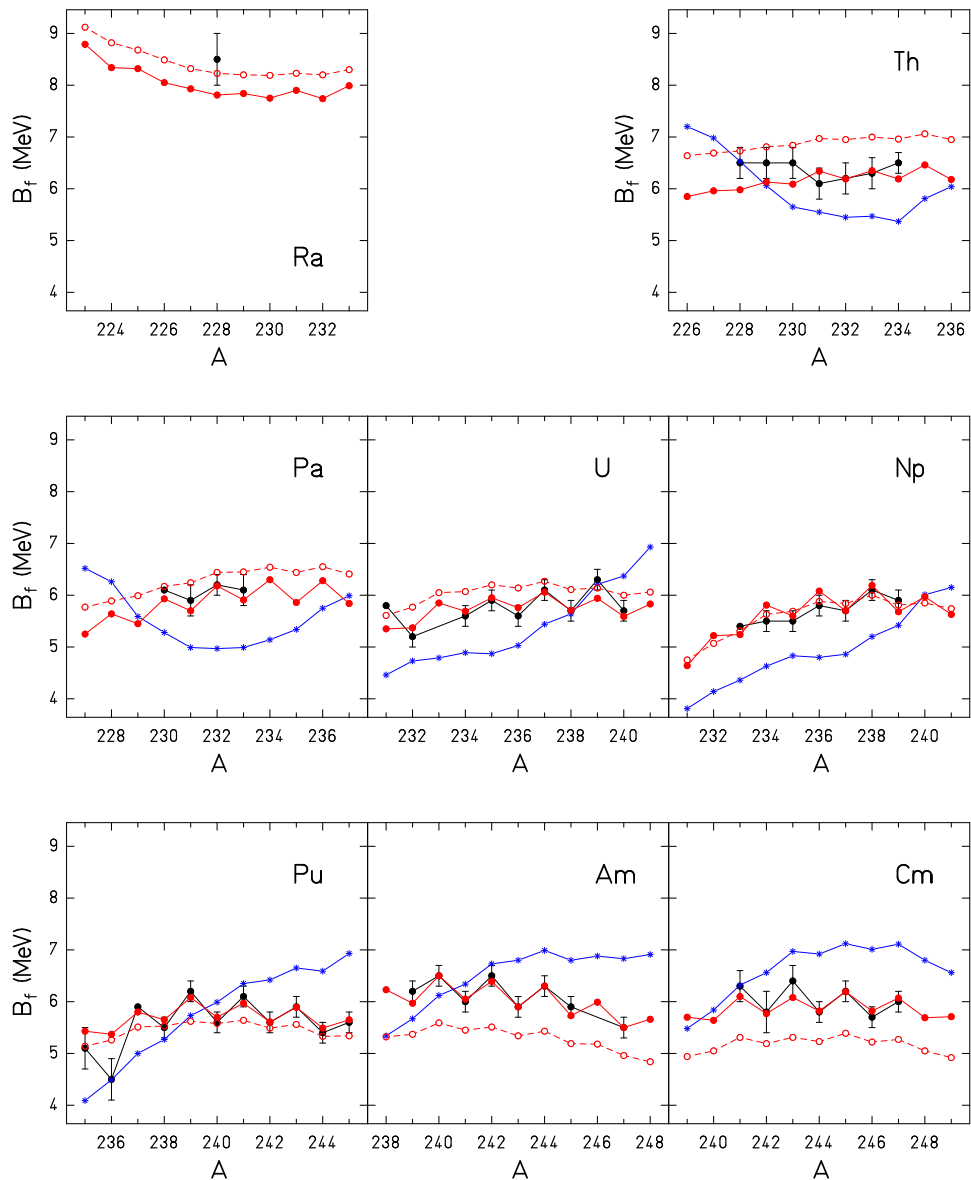 9
8
7
6
5
4
B_f (MeV)
Ra
224 226 228 230 232
A
B_f (MeV)
9
8
7
6
5
4
Th
226 228 230 232 234 236
A
B_f (MeV)
9
8
7
6
5
4
Pa
228 230 232 234 236
A
U
232 234 236 238 240
A
Np
232 234 236 238 240
A
B_f (MeV)
9
8
7
6
5
4
Pu
236 238 240 242 244
A
Am
238 240 242 244 246 248
A
Cm
240 242 244 246 248
A